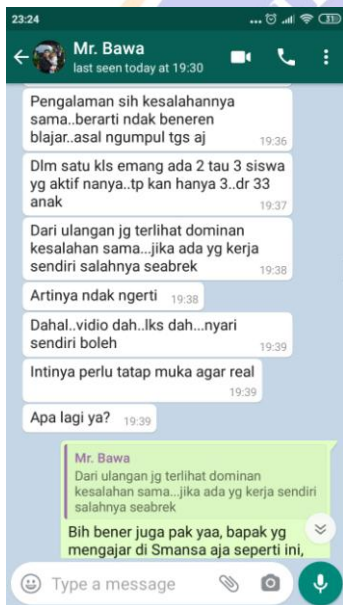 23:24
Mr. Bawa
last seen today at 19:30
Pengalaman sih kesalahannya
sama..berarti ndak beneren
blajar..asal ngumpul tgs aj
19:36
Dlm satu kls emang ada 2 tau 3 siswa
yg aktif nanya..tp kan hanya 3..dr 33
anak
19:37
Dari ulangan jg terlihat dominan
kesalahan sama...jika ada yg kerja
sendiri salahnya seabrek
19:38
Artinya ndak ngerti 19:38
Dahal..vidio dah..lks dah...nyari
sendiri boleh
19:39
Intinya perlu tatap muka agar real
19:39
Apa lagi ya? 19:39
Mr. Bawa
Dari ulangan jg terlihat dominan
kesalahan sama...jika ada yg kerja sendiri
salahnya seabrek
Bih bener juga pak yaa, bapak yg
mengajar di Smansa aja seperti ini,
Type a message